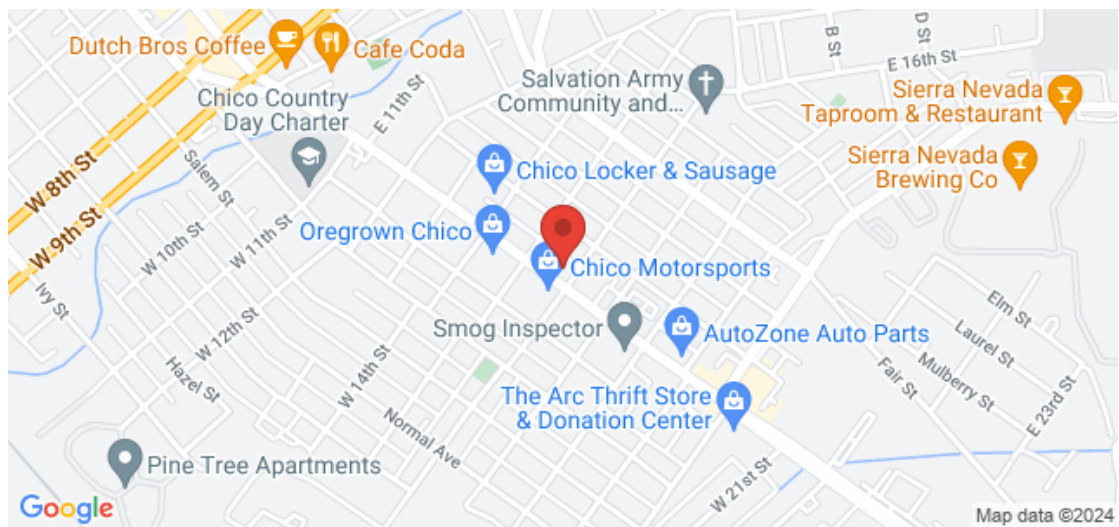 Dutch Bros Coffee
Cafe Coda
D St
B St
E 16th St
Salvation Army
Community and...
Sierra Nevada
Taproom & Restaurant
Chico Country
Day Charter
E 11th St
W 8th St
W 9th St
Salem St
Chico Locker & Sausage
Sierra Nevada
Brewing Co
Oregrown Chico
W 10th St
W 11th St
Chico Motorsports
Ivy St
W 12th St
Smog Inspector
AutoZone Auto Parts
Elm St
Laurel St
Mulberry St
Fair St
E 23rd St
Hazel St
W 14th St
Normal Ave
The Arc Thrift Store
& Donation Center
Pine Tree Apartments
W 21st St
Google
Map data ©2024